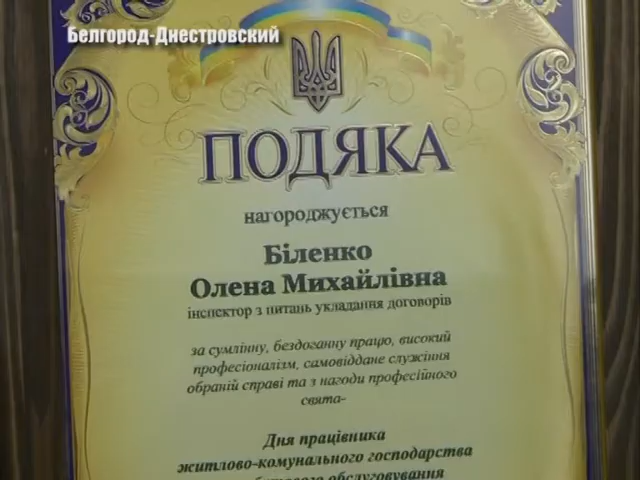 Белгород-Днестровский
ПОДЯКА
нагороджується
Біленко
Олена Михайлівна
інспектор з питань укладання договорів
за сумлінну, бездоганну працю, високий
професіоналізм, самовіддане служіння
обраній справі та з нагоди професійного
свята-
Дня працівника
житлово-комунального господарства
обслуговування